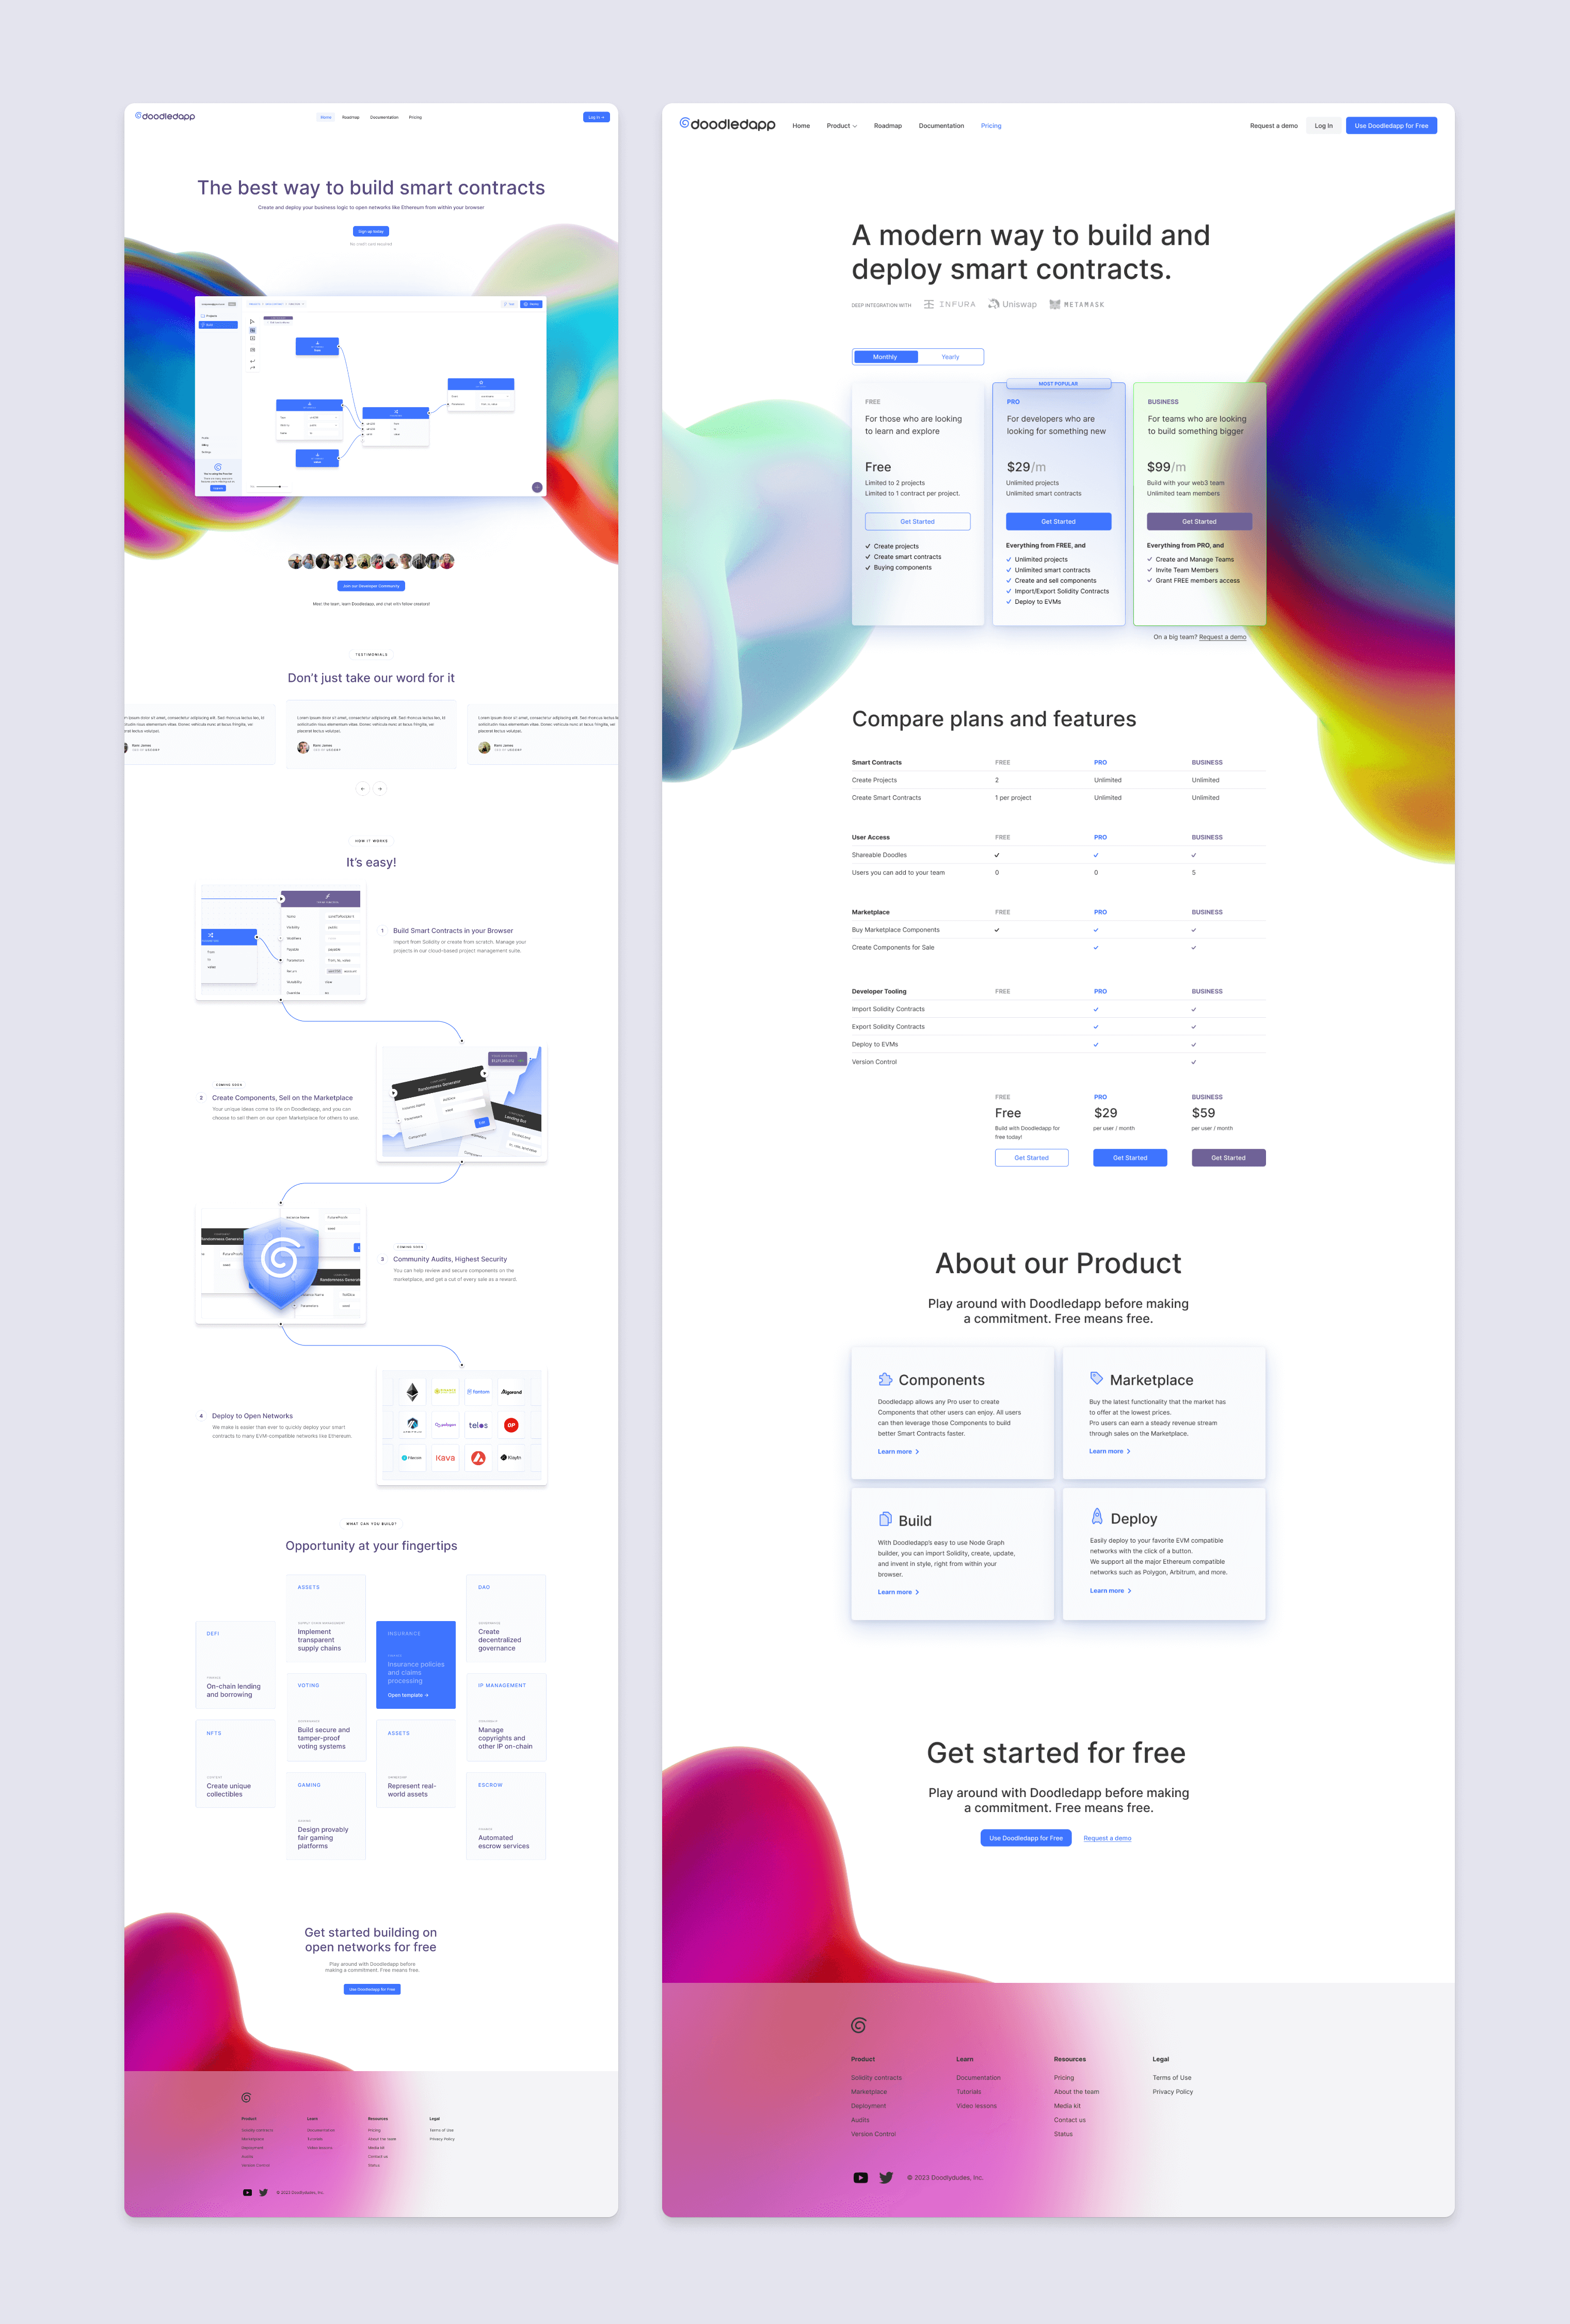 doodledapp
Home
Roadmap
Documentation
Pricing
Log In →
The best way to build smart contracts
Create and deploy your business logic to open networks like Ethereum from within your browser
Sign up today
No credit card required
Projects
Build
Join our Developer Community
Meet the team, learn Doodledapp, and chat with fellow creators!
TESTIMONIALS
Don't just take our word for it
Lorem ipsum dolor sit amet, consectetur adipiscing elit. Sed rhoncus lectus leo, id
sollicitudin risus elementum vitae. Donec vehicula nunc at lacus fringilla, vel
placerat lectus volutpat.
Remi James
HOW IT WORKS
It's easy!
1
Build Smart Contracts in your Browser
Import from Solidity or create from scratch. Manage your
projects in our cloud-based project management suite.
COMING SOON
2
Create Components, Sell on the Marketplace
Your unique ideas come to life on Doodledapp, and you can
choose to sell them on our open Marketplace for others to use.
Randomness Generator
Lending Bot
COMING SOON
3
Community Audits, Highest Security
You can help review and secure components on the
marketplace, and get a cut of every sale as a reward.
4
Deploy to Open Networks
We make is easier than ever to quickly deploy your smart
contracts to many EVM-compatible networks like Ethereum.
fantom
Algorand
polygon
telos
OP
Filecoin
Kava
Klaytn
WHAT CAN YOU BUILD?
Opportunity at your fingertips
DEFI
On-chain lending
and borrowing
NFTS
Create unique
collectibles
ASSETS
Implement
transparent
supply chains
VOTING
Build secure and
tamper-proof
voting systems
GAMING
Design provably
fair gaming
platforms
INSURANCE
Insurance policies
and claims
processing
Open template →
ASSETS
Represent real-
world assets
DAO
Create
decentralized
governance
IP MANAGEMENT
Manage
copyrights and
other IP on-chain
ESCROW
Automated
escrow services
Get started building on
open networks for free
Play around with Doodledapp before
making a commitment. Free means free.
Use Doodledapp for Free
Product
Solidity contracts
Marketplace
Deployment
Audits
Version Control
Learn
Documentation
Tutorials
Video lessons
Resources
Pricing
About the team
Media kit
Contact us
Status
Legal
Terms of Use
Privacy Policy
© 2023 Doodlydudes, Inc.
doodledapp
Home
Product
Roadmap
Documentation
Pricing
Request a demo
Log In
Use Doodledapp for Free
A modern way to build and
deploy smart contracts.
DEEP INTEGRATION WITH
INFURA
Uniswap
METAMASK
Monthly
Yearly
FREE
For those who are looking
to learn and explore
Free
Limited to 2 projects
Limited to 1 contract per project.
Get Started
Create projects
Create smart contracts
Buying components
MOST POPULAR
PRO
For developers who are
looking for something new
$29/m
Unlimited projects
Unlimited smart contracts
Get Started
Everything from FREE, and
Unlimited projects
Unlimited smart contracts
Create and sell components
Import/Export Solidity Contracts
Deploy to EVMs
BUSINESS
For teams who are looking
to build something bigger
$99/m
Build with your web3 team
Unlimited team members
Get Started
Everything from PRO, and
Create and Manage Teams
Invite Team Members
Grant FREE members access
On a big team? Request a demo
Compare plans and features
Smart Contracts FREE PRO BUSINESS
Create Projects 2 Unlimited Unlimited
Create Smart Contracts 1 per project Unlimited Unlimited
User Access FREE PRO BUSINESS
Shareable Doodles
Users you can add to your team 0 0 5
Marketplace FREE PRO BUSINESS
Buy Marketplace Components
Create Components for Sale
Developer Tooling FREE PRO BUSINESS
Import Solidity Contracts
Export Solidity Contracts
Deploy to EVMs
Version Control
FREE
Free
Build with Doodledapp for
free today!
Get Started
PRO
$29
per user / month
Get Started
BUSINESS
$59
per user / month
Get Started
About our Product
Play around with Doodledapp before making
a commitment. Free means free.
Components
Doodledapp allows any Pro user to create
Components that other users can enjoy. All users
can then leverage those Components to build
better Smart Contracts faster.
Learn more
Marketplace
Buy the latest functionality that the market has
to offer at the lowest prices.
Pro users can earn a steady revenue stream
through sales on the Marketplace.
Learn more
Build
With Doodledapp's easy to use Node Graph
builder, you can import Solidity, create, update,
and invent in style, right from within your
browser.
Learn more
Deploy
Easily deploy to your favorite EVM compatible
networks with the click of a button.
We support all the major Ethereum compatible
networks such as Polygon, Arbitrum, and more.
Learn more
Get started for free
Play around with Doodledapp before making
a commitment. Free means free.
Use Doodledapp for Free
Request a demo
Product
Solidity contracts
Marketplace
Deployment
Audits
Version Control
Learn
Documentation
Tutorials
Video lessons
Resources
Pricing
About the team
Media kit
Contact us
Status
Legal
Terms of Use
Privacy Policy
© 2023 Doodlydudes, Inc.